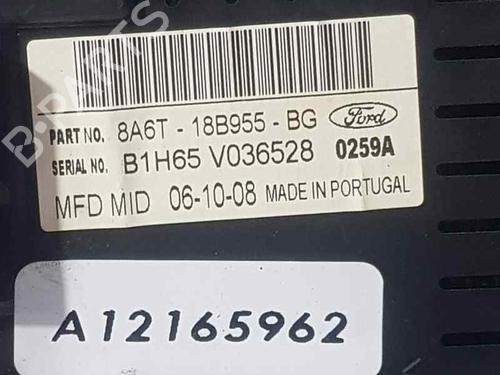 PART NO. 8A6T - 18B955 - BG Ford
SERIAL NO. B1H65 V036528 0259A
MFD MID 06-10-08 MADE IN PORTUGAL
A12165962
B-PARTS